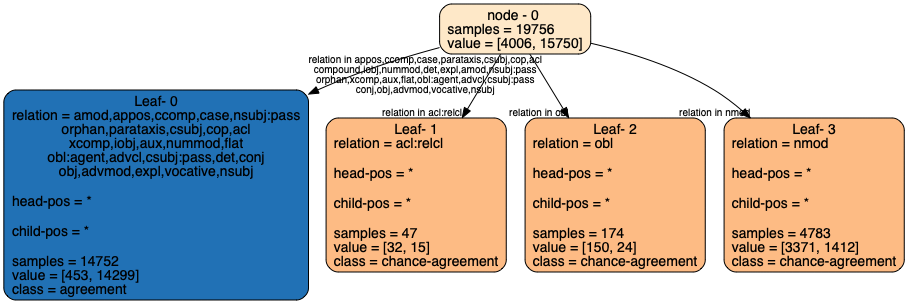 node - 0
samples = 19756
value = [4006, 15750]
relation in appos,ccomp,case,parataxis,csubj,cop,acl
compound,iobj,nummod,det,expl,amod,nsubj:pass
orphan,xcomp,aux,flat,obl:agent,advcl,csubj:pass
conj,obj,advmod,vocative,nsubj
relation in acl:relcl
relation in obl
relation in nmod
Leaf- 0
relation = amod,appos,ccomp,case,nsubj:pass
orphan,parataxis,csubj,cop,acl
xcomp,iobj,aux,nummod,flat
obl:agent,advcl,csubj:pass,det,conj
obj,advmod,expl,vocative,nsubj
head-pos = *
child-pos = *
samples = 14752
value = [453, 14299]
class = agreement
Leaf- 1
relation = acl:relcl
head-pos = *
child-pos = *
samples = 47
value = [32, 15]
class = chance-agreement
Leaf- 2
relation = obl
head-pos = *
child-pos = *
samples = 174
value = [150, 24]
class = chance-agreement
Leaf- 3
relation = nmod
head-pos = *
child-pos = *
samples = 4783
value = [3371, 1412]
class = chance-agreement